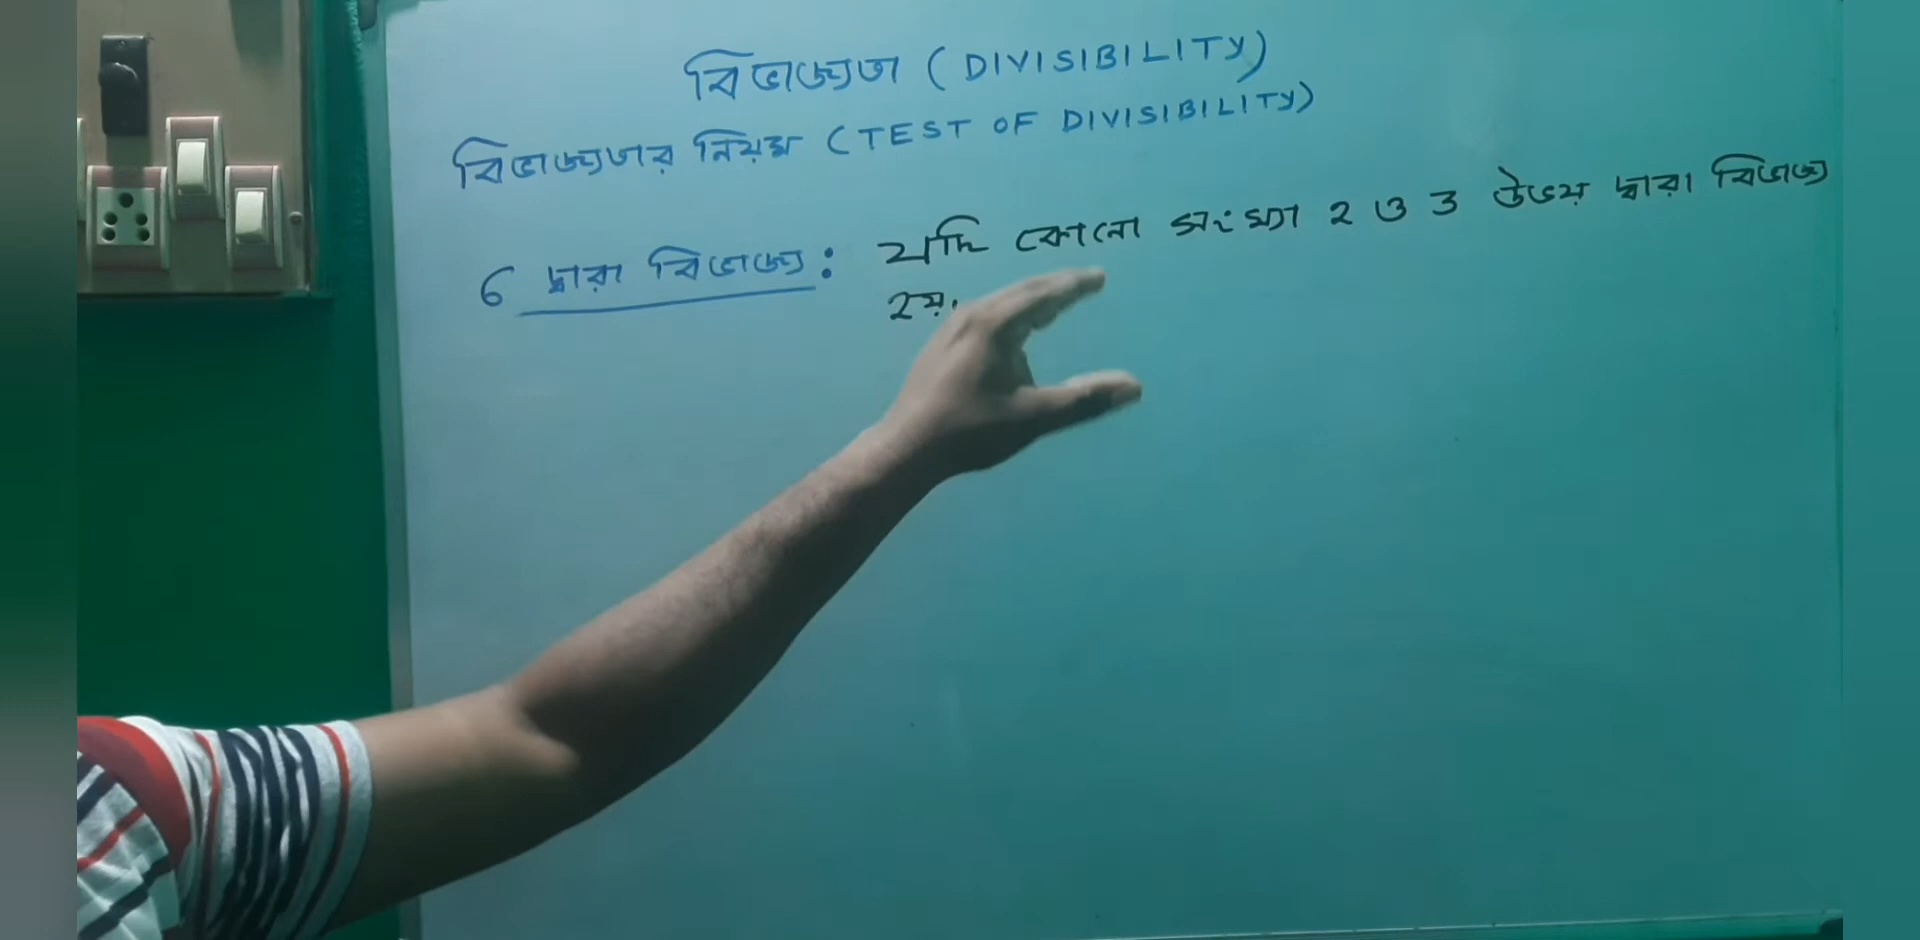 বিভাজ্যতা (DIVISIBILITY)
বিভাজ্যতার নিয়ম (TEST OF DIVISIBILITY)
6 দ্বারা বিভাজ্য : যদি কোনো সংখ্যা 2 ও 3 উভয় দ্বারা বিভাজ্য
হয়.